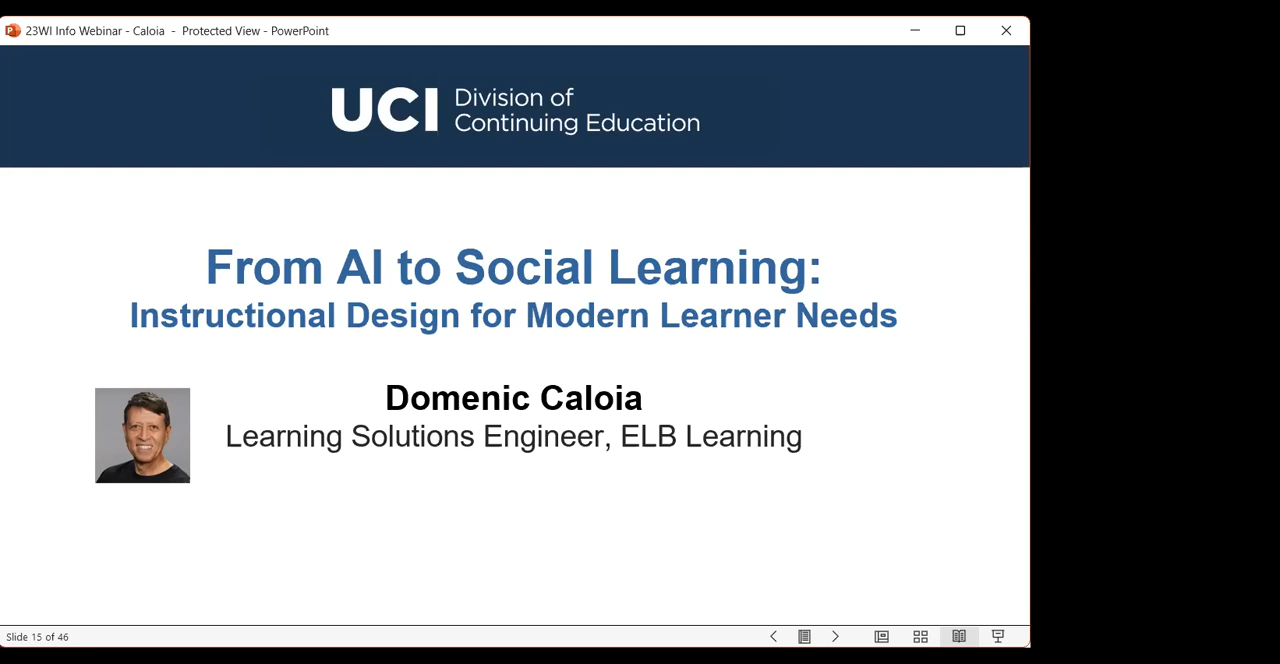 23WI Info Webinar - Caloia - Protected View - PowerPoint
UCI Division of
Continuing Education
From AI to Social Learning:
Instructional Design for Modern Learner Needs
Domenic Caloia
Learning Solutions Engineer, ELB Learning
Slide 15 of 46